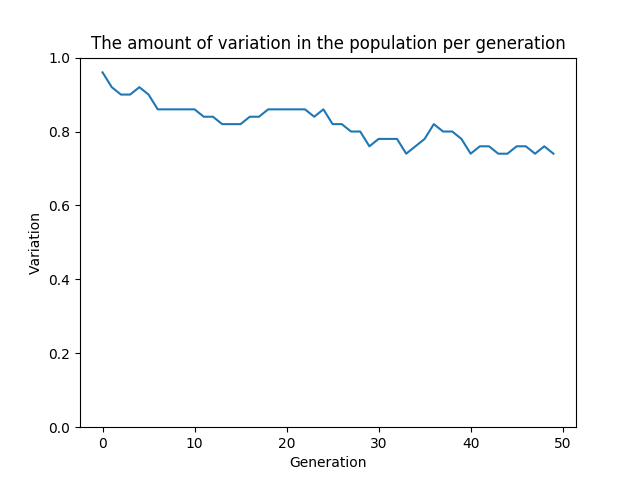 The amount of variation in the population per generation
1.0
0.8
0.6
0.4
0.2
0.0
Variation
0 10 20 30 40 50
Generation